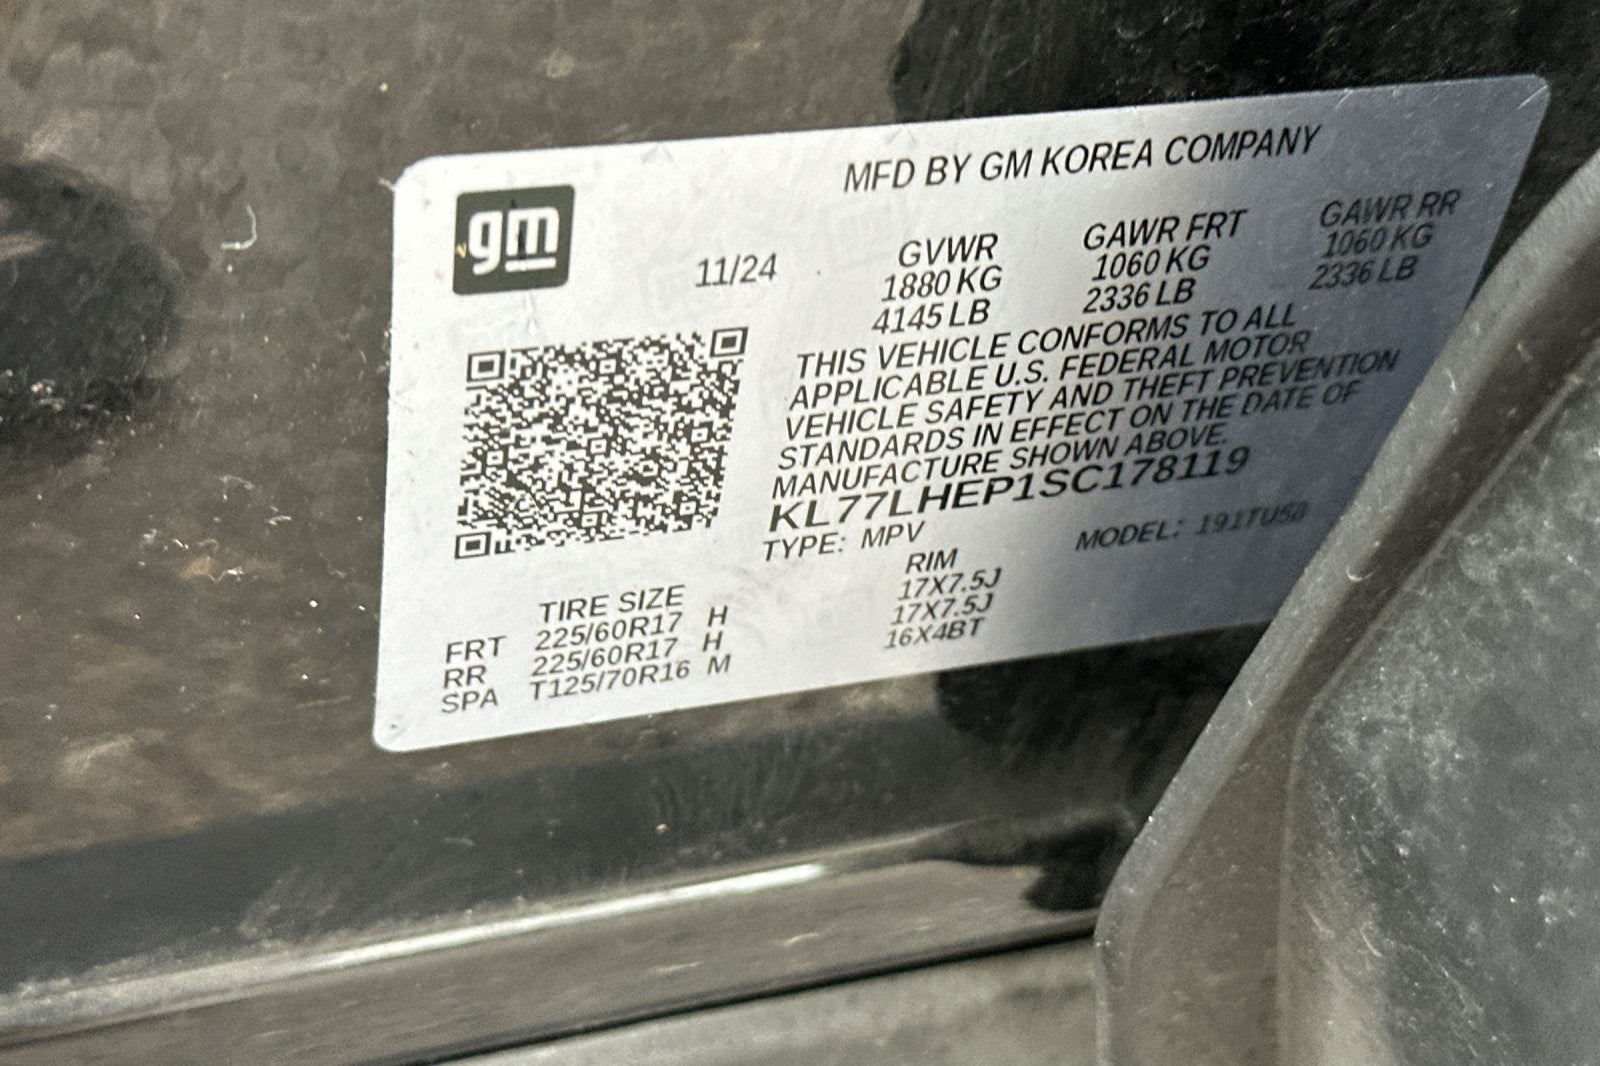 gm
MFD BY GM KOREA COMPANY
11/24
GVWR GAWR FRT GAWR RR
1880 KG 1060 KG 1060 KG
4145 LB 2336 LB 2336 LB
THIS VEHICLE CONFORMS TO ALL
APPLICABLE U.S. FEDERAL MOTOR
VEHICLE SAFETY AND THEFT PREVENTION
STANDARDS IN EFFECT ON THE DATE OF
MANUFACTURE SHOWN ABOVE.
KL77LHEP1SC178119
TYPE: MPV MODEL: 191TU58
TIRE SIZE RIM
FRT 225/60R17 H 17X7.5J
RR 225/60R17 H 17X7.5J
SPA T125/70R16 M 16X4BT